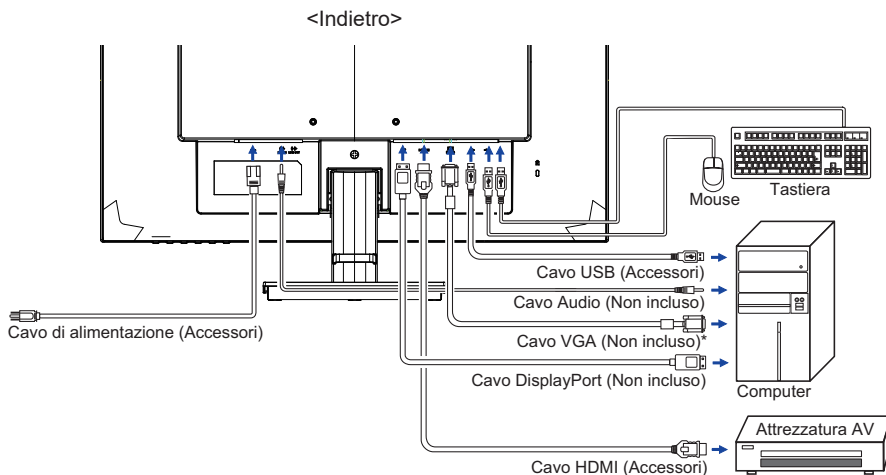 <Indietro>
Mouse
Tastiera
Cavo USB (Accessori)
Cavo Audio (Non incluso)
Cavo di alimentazione (Accessori)
Cavo VGA (Non incluso)*
Cavo DisplayPort (Non incluso)
Computer
Attrezzatura AV
Cavo HDMI (Accessori)